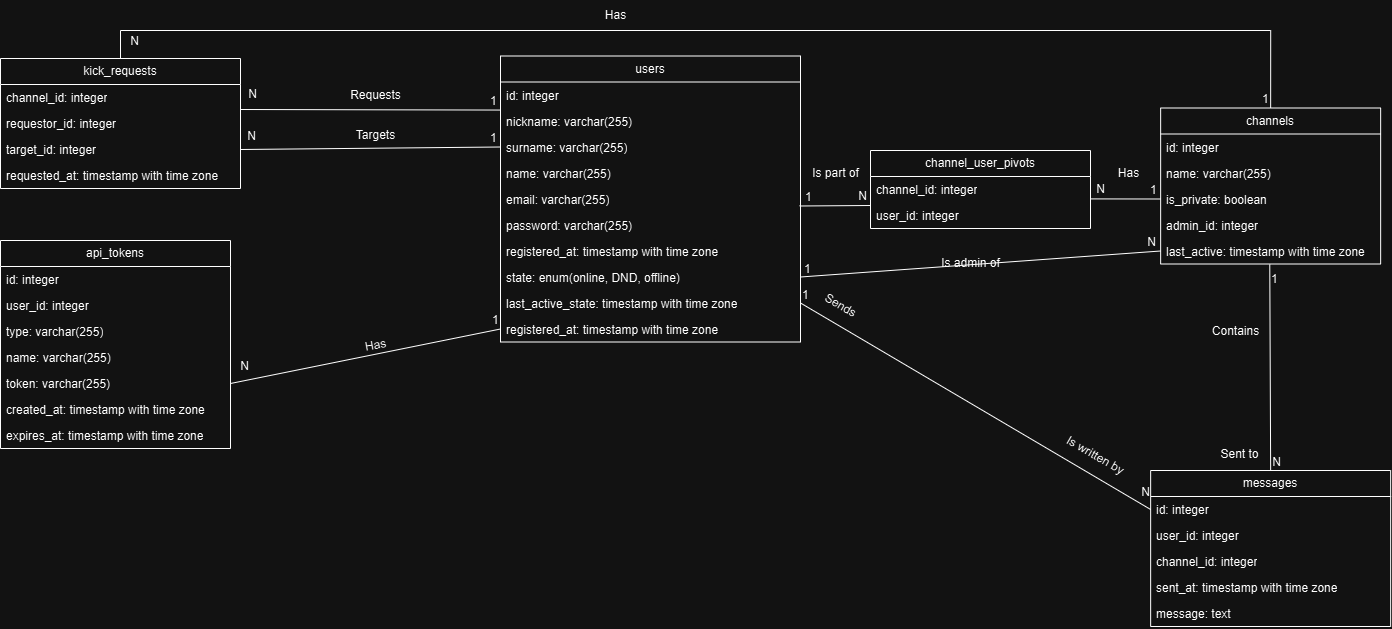 Has
N
kick_requests
channel_id: integer
requestor_id: integer
target_id: integer
requested_at: timestamp with time zone
N
Requests
1
N
Targets
1
users
id: integer
nickname: varchar(255)
surname: varchar(255)
name: varchar(255)
email: varchar(255)
password: varchar(255)
registered_at: timestamp with time zone
state: enum(online, DND, offline)
last_active_state: timestamp with time zone
registered_at: timestamp with time zone
api_tokens
id: integer
user_id: integer
type: varchar(255)
name: varchar(255)
token: varchar(255)
created_at: timestamp with time zone
expires_at: timestamp with time zone
N
Has
1
Is part of
1
N
channel_user_pivots
channel_id: integer
user_id: integer
Has
N
1
1
channels
id: integer
name: varchar(255)
is_private: boolean
admin_id: integer
last_active: timestamp with time zone
1
Is admin of
N
1
Sends
Is written by
N
1
Contains
Sent to
N
messages
id: integer
user_id: integer
channel_id: integer
sent_at: timestamp with time zone
message: text